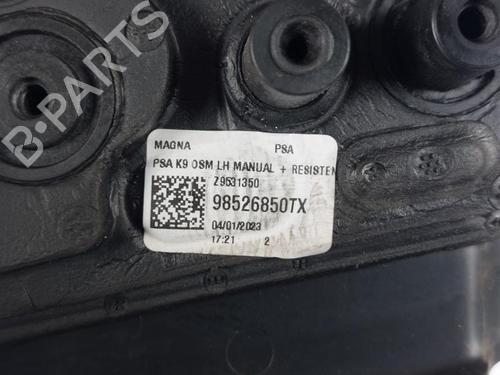 B-PARTS
MAGNA PSA
PSA K9 OSM LH MANUAL + RESISTEN
Z9531350
98526850TX
04/01/2023
17:21 2